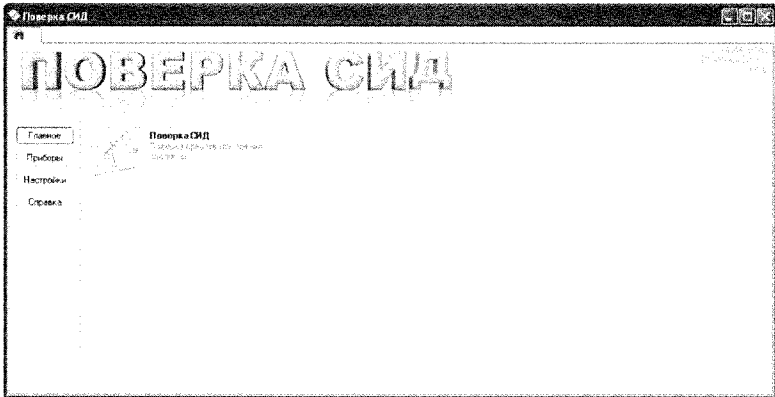 Поверка СИД
ПОВЕРКА СИД
Главное
Приборы
Настройки
Справка
Поверка СИД